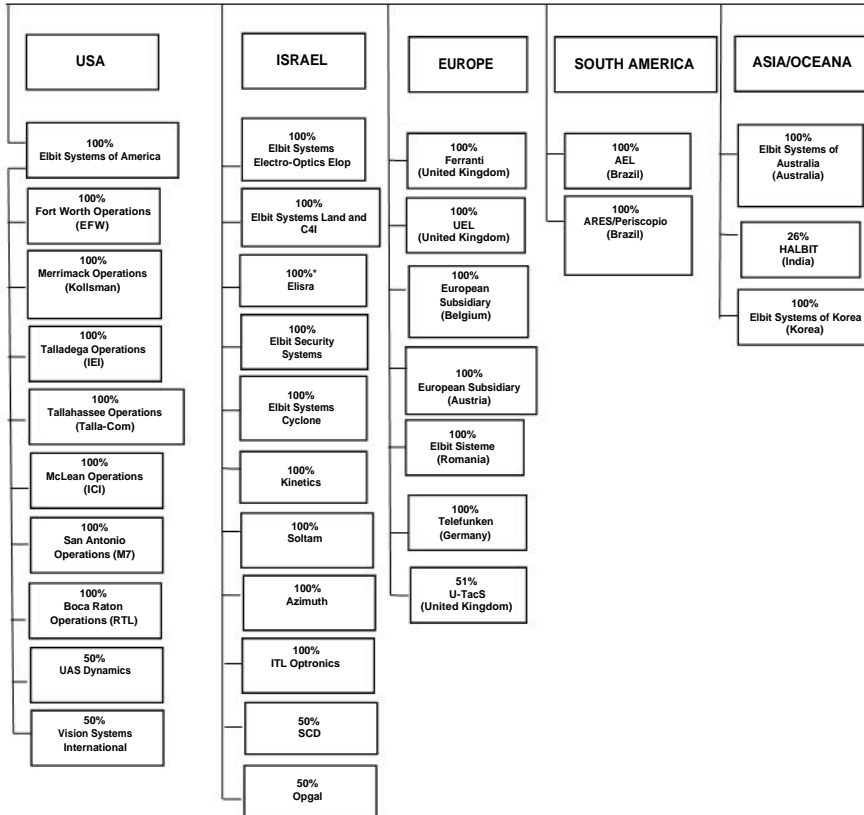 USA
100%
Elbit Systems of America
100%
Fort Worth Operations
(EFW)
100%
Merrimack Operations
(Kollsman)
100%
Talladega Operations
(IEI)
100%
Tallahassee Operations
(Talla-Com)
100%
McLean Operations
(ICI)
100%
San Antonio
Operations (M7)
100%
Boca Raton
Operations (RTL)
50%
UAS Dynamics
50%
Vision Systems
International
ISRAEL
100%
Elbit Systems
Electro-Optics Elop
100%
Elbit Systems Land and
C4I
100%*
Elisra
100%
Elbit Security
Systems
100%
Elbit Systems
Cyclone
100%
Kinetics
100%
Soltam
100%
Azimuth
100%
ITL Optronics
50%
SCD
50%
Opgal
EUROPE
100%
Ferranti
(United Kingdom)
100%
UEL
(United Kingdom)
100%
European
Subsidiary
(Belgium)
100%
European Subsidiary
(Austria)
100%
Elbit Sisteme
(Romania)
100%
Telefunken
(Germany)
51%
U-TacS
(United Kingdom)
SOUTH AMERICA
100%
AEL
(Brazil)
100%
ARES/Periscopio
(Brazil)
ASIA/OCEANA
100%
Elbit Systems of
Australia
(Australia)
26%
HALBIT
(India)
100%
Elbit Systems of Korea
(Korea)